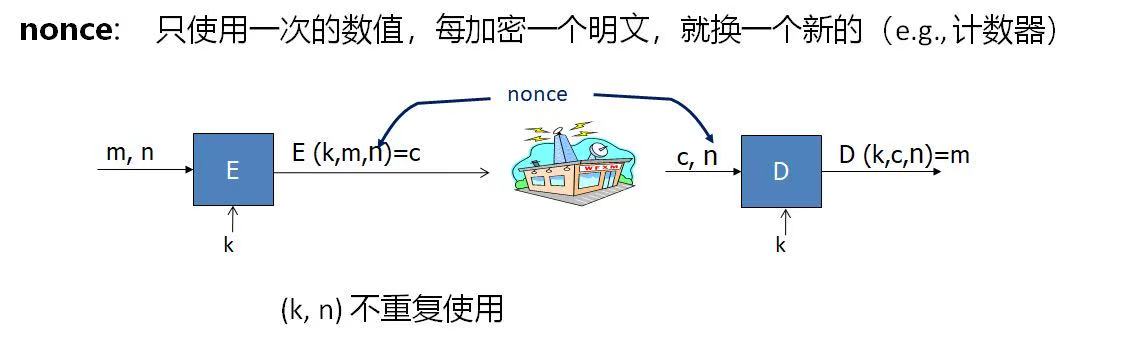 nonce： 只使用一次的数值，每加密一个明文，就换一个新的（e.g.,计数器）
nonce
m, n
E
E (k,m,n)=c
k
WFXM
c, n
D
D (k,c,n)=m
k
(k, n) 不重复使用